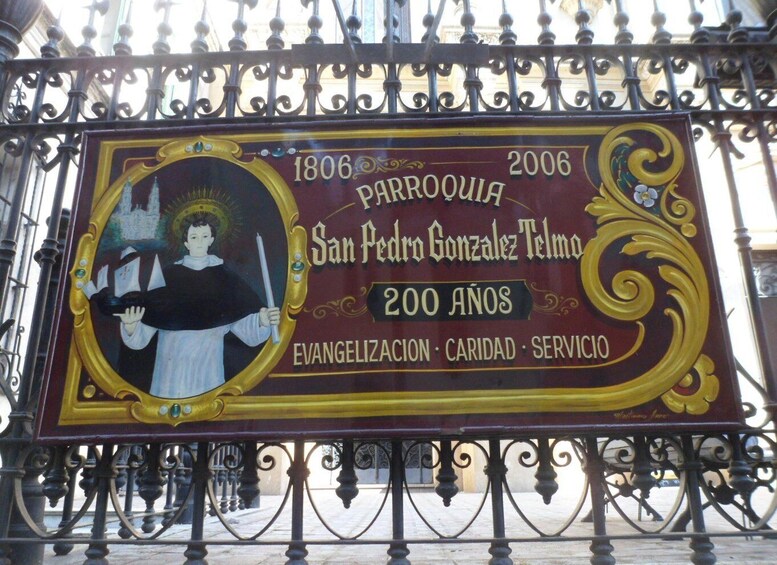 1806 2006
PARROQUIA
San Pedro Gonzalez Telmo
200 AÑOS
EVANGELIZACION · CARIDAD · SERVICIO